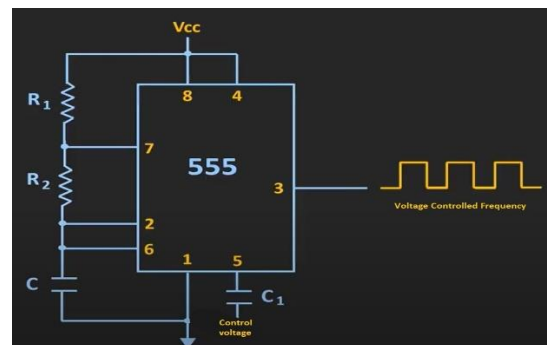 Vcc
R1
8
4
7
555
R2
3
2
6
Voltage Controlled Frequency
1
5
C
C1
Control
voltage